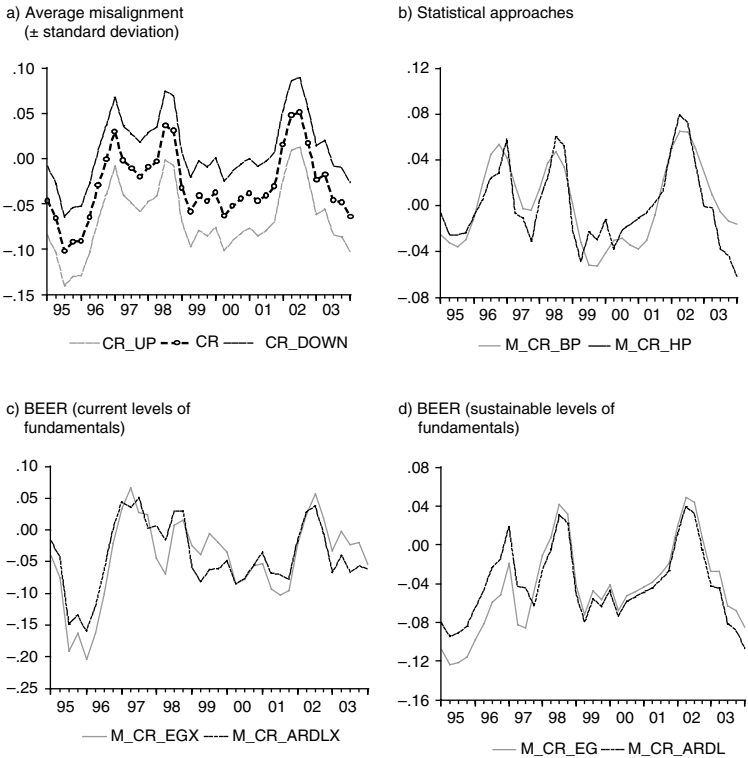 a) Average misalignment
(± standard deviation)
.10
.05
.00
−.05
−.10
−.15
95 96 97 98 99 00 01 02 03
CR_UP CR CR_DOWN
b) Statistical approaches
.12
.08
.04
.00
−.04
−.08
95 96 97 98 99 00 01 02 03
M_CR_BP M_CR_HP
c) BEER (current levels of
fundamentals)
.10
.05
.00
−.05
−.10
−.15
−.20
−.25
95 96 97 98 99 00 01 02 03
M_CR_EGX M_CR_ARDLX
d) BEER (sustainable levels of
fundamentals)
.08
.04
.00
−.04
−.08
−.12
−.16
95 96 97 98 99 00 01 02 03
M_CR_EG M_CR_ARDL